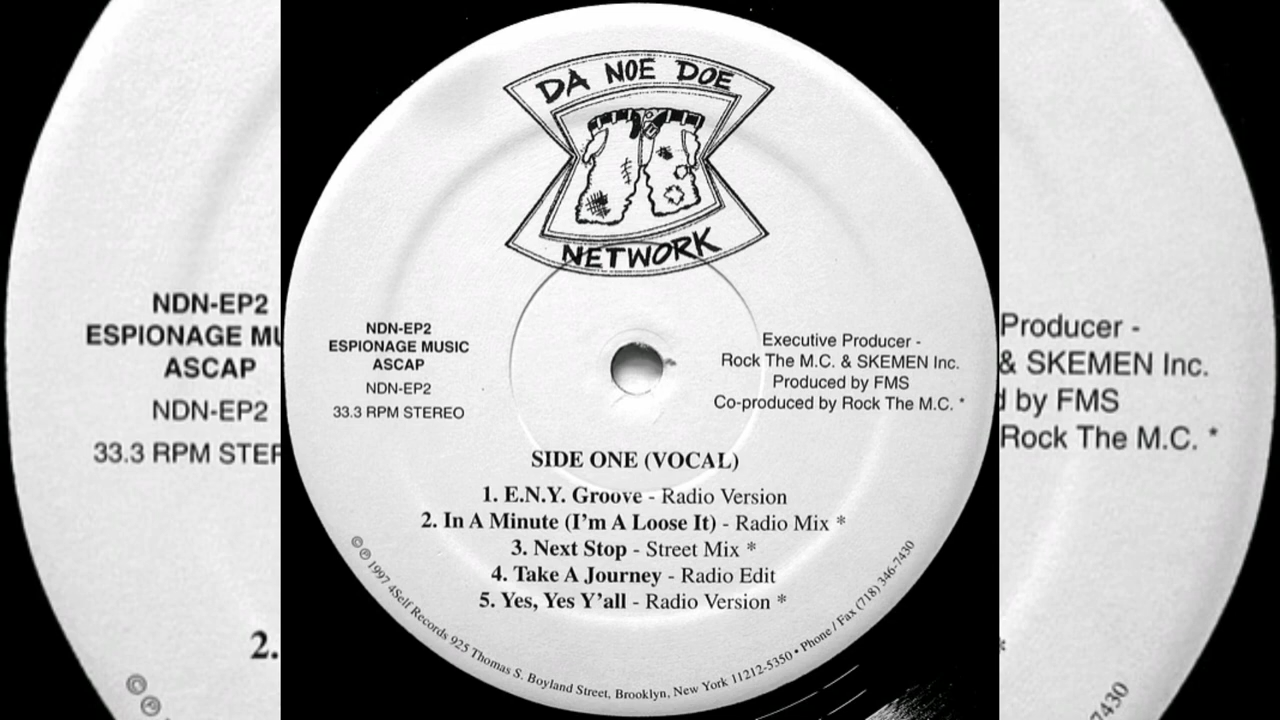 DA NOE DOE
NETWORK
NDN-EP2
ESPIONAGE MUSIC
ASCAP
NDN-EP2
33.3 RPM STEREO
Executive Producer -
Rock The M.C. & SKEMEN Inc.
Produced by FMS
Co-produced by Rock The M.C. *
SIDE ONE (VOCAL)
1. E.N.Y. Groove - Radio Version
2. In A Minute (I'm A Loose It) - Radio Mix *
3. Next Stop - Street Mix *
4. Take A Journey - Radio Edit
5. Yes, Yes Y'all - Radio Version *
© ℗ 1997 4Self Records 925 Thomas S. Boyland Street, Brooklyn, New York 11212-5350 • Phone / Fax (718) 346-7430
NDN-EP2
ESPIONAGE MU
ASCAP
NDN-EP2
33.3 RPM STER
2.
© ℗
Producer -
& SKEMEN Inc.
d by FMS
Rock The M.C. *
*
7430